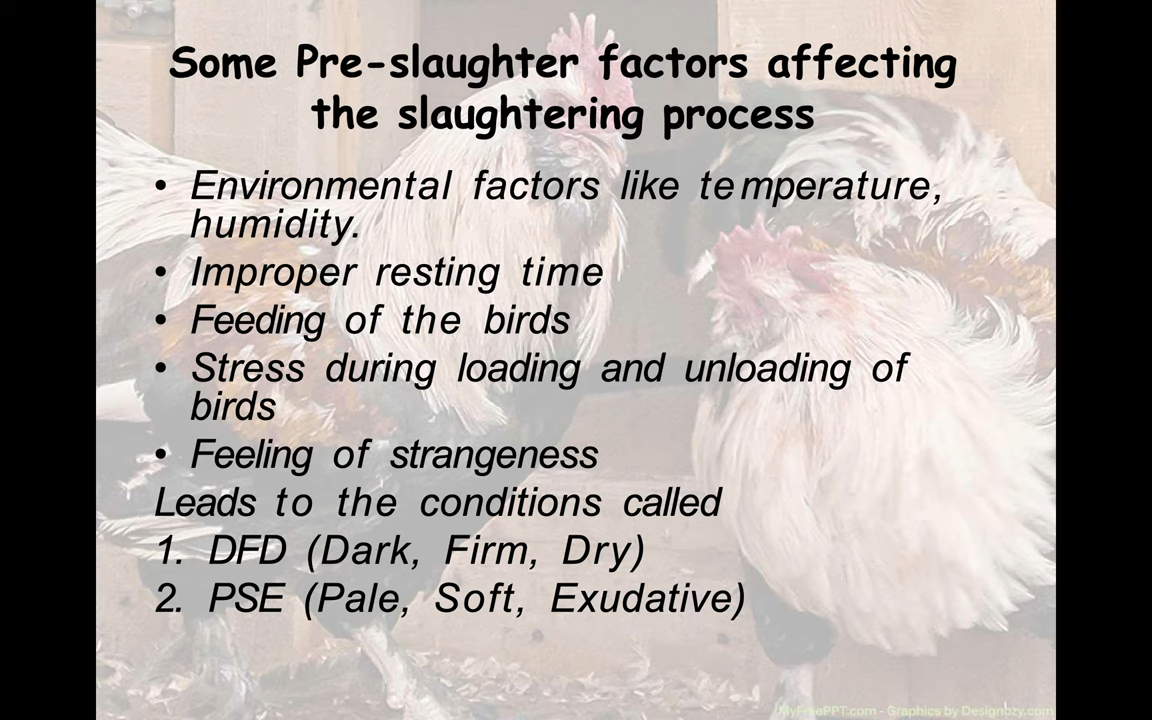 Some Pre-slaughter factors affecting
the slaughtering process
• Environmental factors like temperature,
humidity.
• Improper resting time
• Feeding of the birds
• Stress during loading and unloading of
birds
• Feeling of strangeness
Leads to the conditions called
1. DFD (Dark, Firm, Dry)
2. PSE (Pale, Soft, Exudative)
MyFreePPT.com - Graphics by Designozy.com